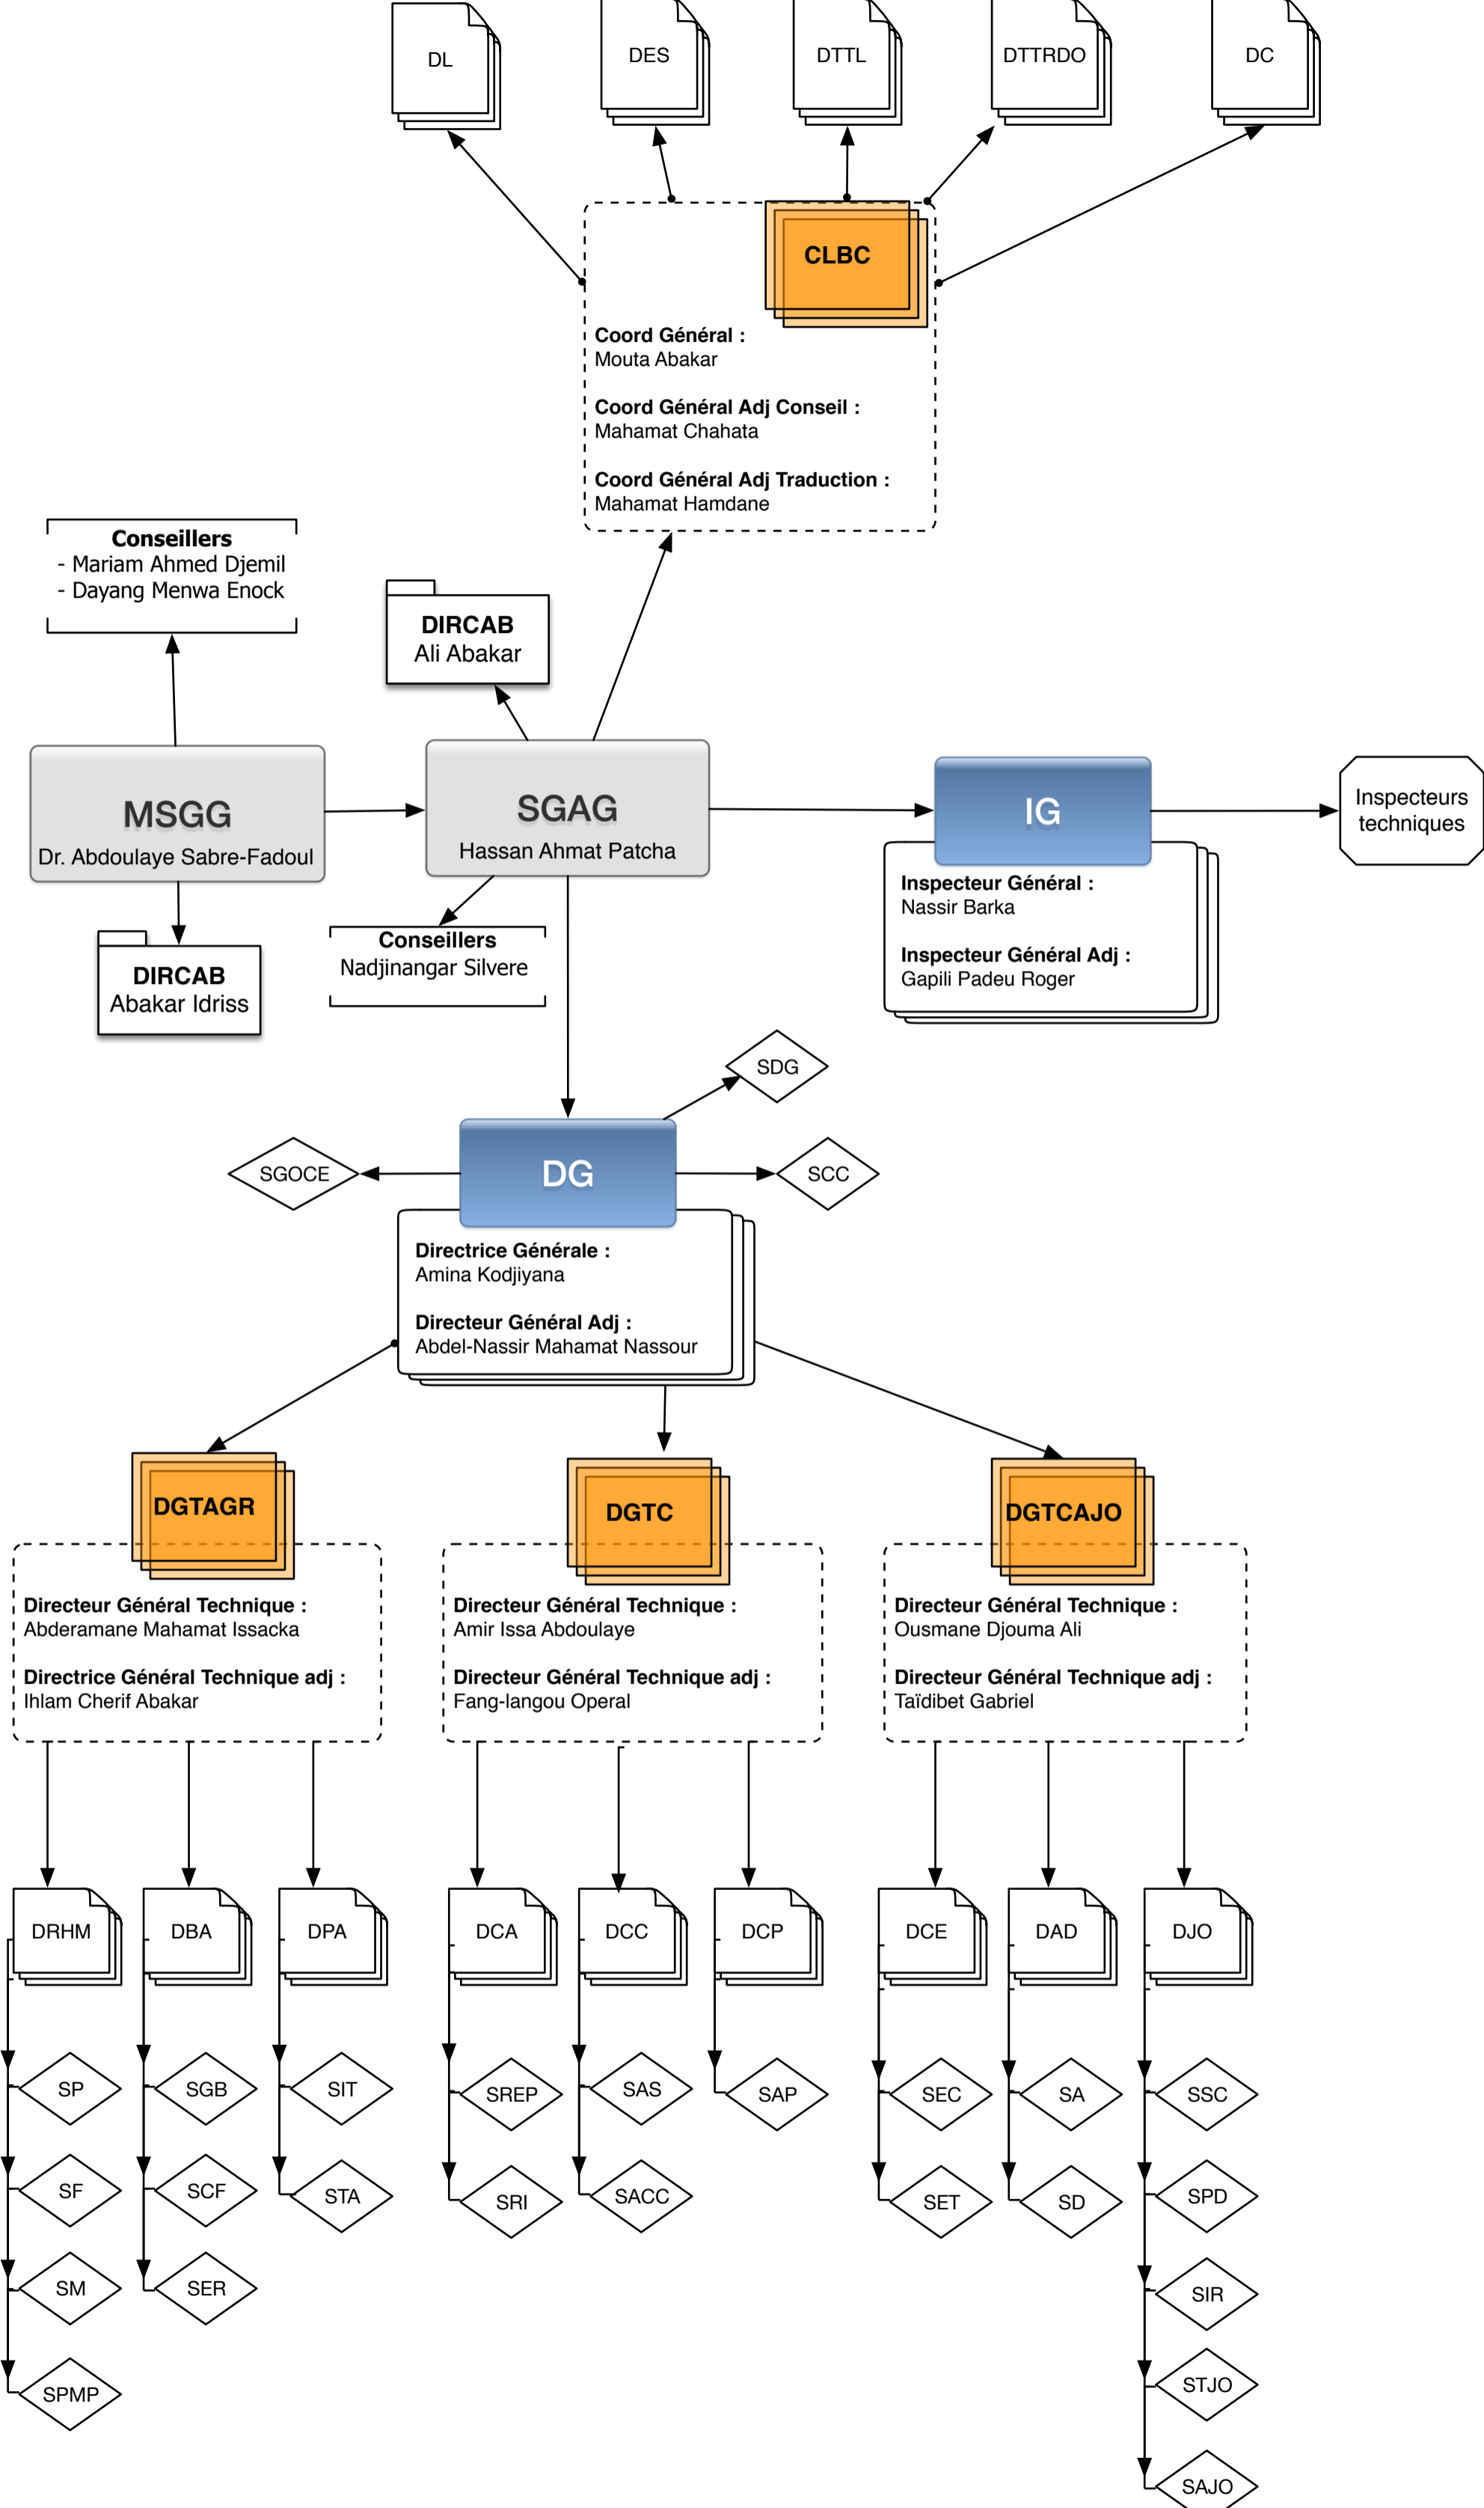 DL
DES
DTTL
DTTRDO
DC
CLBC
Coord Général :
Mouta Abakar
Coord Général Adj Conseil :
Mahamat Chahata
Coord Général Adj Traduction :
Mahamat Hamdane
Conseillers
- Mariam Ahmed Djemil
- Dayang Menwa Enock
DIRCAB
Ali Abakar
MSGG
Dr. Abdoulaye Sabre-Fadoul
SGAG
Hassan Ahmat Patcha
IG
Inspecteurs
techniques
Inspecteur Général :
Nassir Barka
Inspecteur Général Adj :
Gapili Padeu Roger
DIRCAB
Abakar Idriss
Conseillers
Nadjinangar Silvere
SDG
SGOCE
DG
SCC
Directrice Générale :
Amina Kodjiyana
Directeur Général Adj :
Abdel-Nassir Mahamat Nassour
DGTAGR
Directeur Général Technique :
Abderamane Mahamat Issacka
Directrice Général Technique adj :
Ihlam Cherif Abakar
DGTC
Directeur Général Technique :
Amir Issa Abdoulaye
Directeur Général Technique adj :
Fang-langou Operal
DGTCAJO
Directeur Général Technique :
Ousmane Djouma Ali
Directeur Général Technique adj :
Taïdibet Gabriel
DRHM
DBA
DPA
DCA
DCC
DCP
DCE
DAD
DJO
SP
SGB
SIT
SREP
SAS
SAP
SEC
SA
SSC
SF
SCF
STA
SRI
SACC
SET
SD
SPD
SM
SER
SIR
SPMP
STJO
SAJO